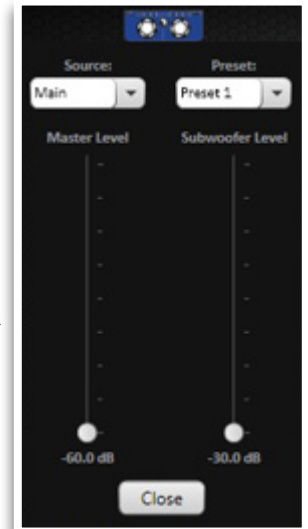 Source: Preset:
Main Preset 1
Master Level Subwoofer Level
-60.0 dB -30.0 dB
Close